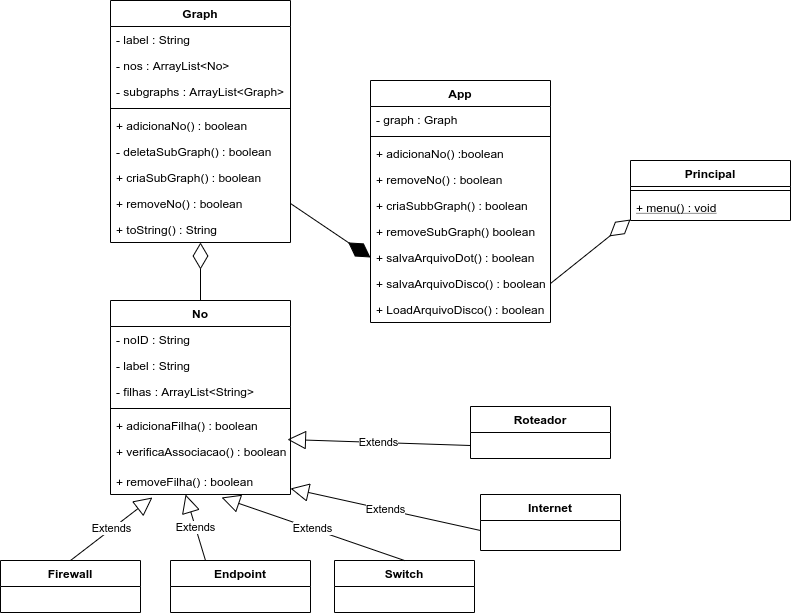 Graph
- label : String
- nos : ArrayList<No>
- subgraphs : ArrayList<Graph>
+ adicionaNo() : boolean
- deletaSubGraph() : boolean
+ criaSubGraph() : boolean
+ removeNo() : boolean
+ toString() : String
App
- graph : Graph
+ adicionaNo() :boolean
+ removeNo() : boolean
+ criaSubbGraph() : boolean
+ removeSubGraph() boolean
+ salvaArquivoDot() : boolean
+ salvaArquivoDisco() : boolean
+ LoadArquivoDisco() : boolean
Principal
+ menu() : void
No
- noID : String
- label : String
- filhas : ArrayList<String>
+ adicionaFilha() : boolean
+ verificaAssociacao() : boolean
+ removeFilha() : boolean
Roteador
Extends
Internet
Extends
Extends
Extends
Extends
Firewall
Endpoint
Switch